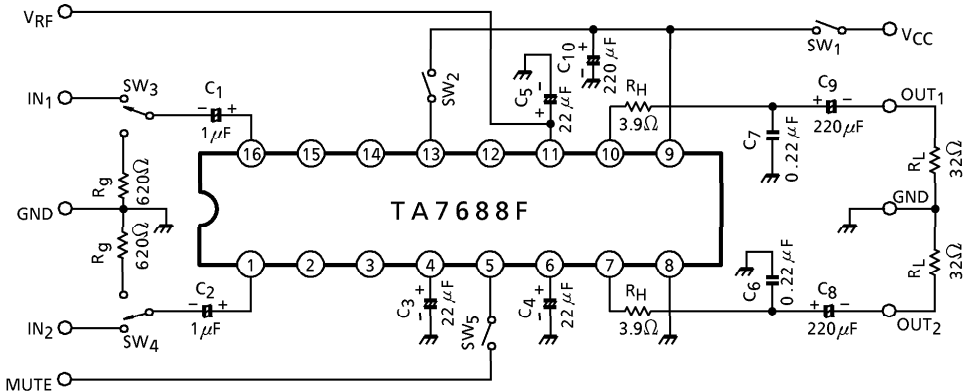 VRF
SW1
VCC
C10
220μF
SW2
C5
22μF
RH
3.9Ω
C9
220μF
OUT1
SW3
C1
1μF
IN1
C7
0.22μF
RL
32Ω
16 15 14 13 12 11 10 9
Rg
620Ω
GND
TA7688F
GND
Rg
620Ω
1 2 3 4 5 6 7 8
RL
32Ω
C2
1μF
C3
22μF
C4
22μF
RH
3.9Ω
C6
0.22μF
C8
220μF
OUT2
IN2
SW4
SW5
MUTE